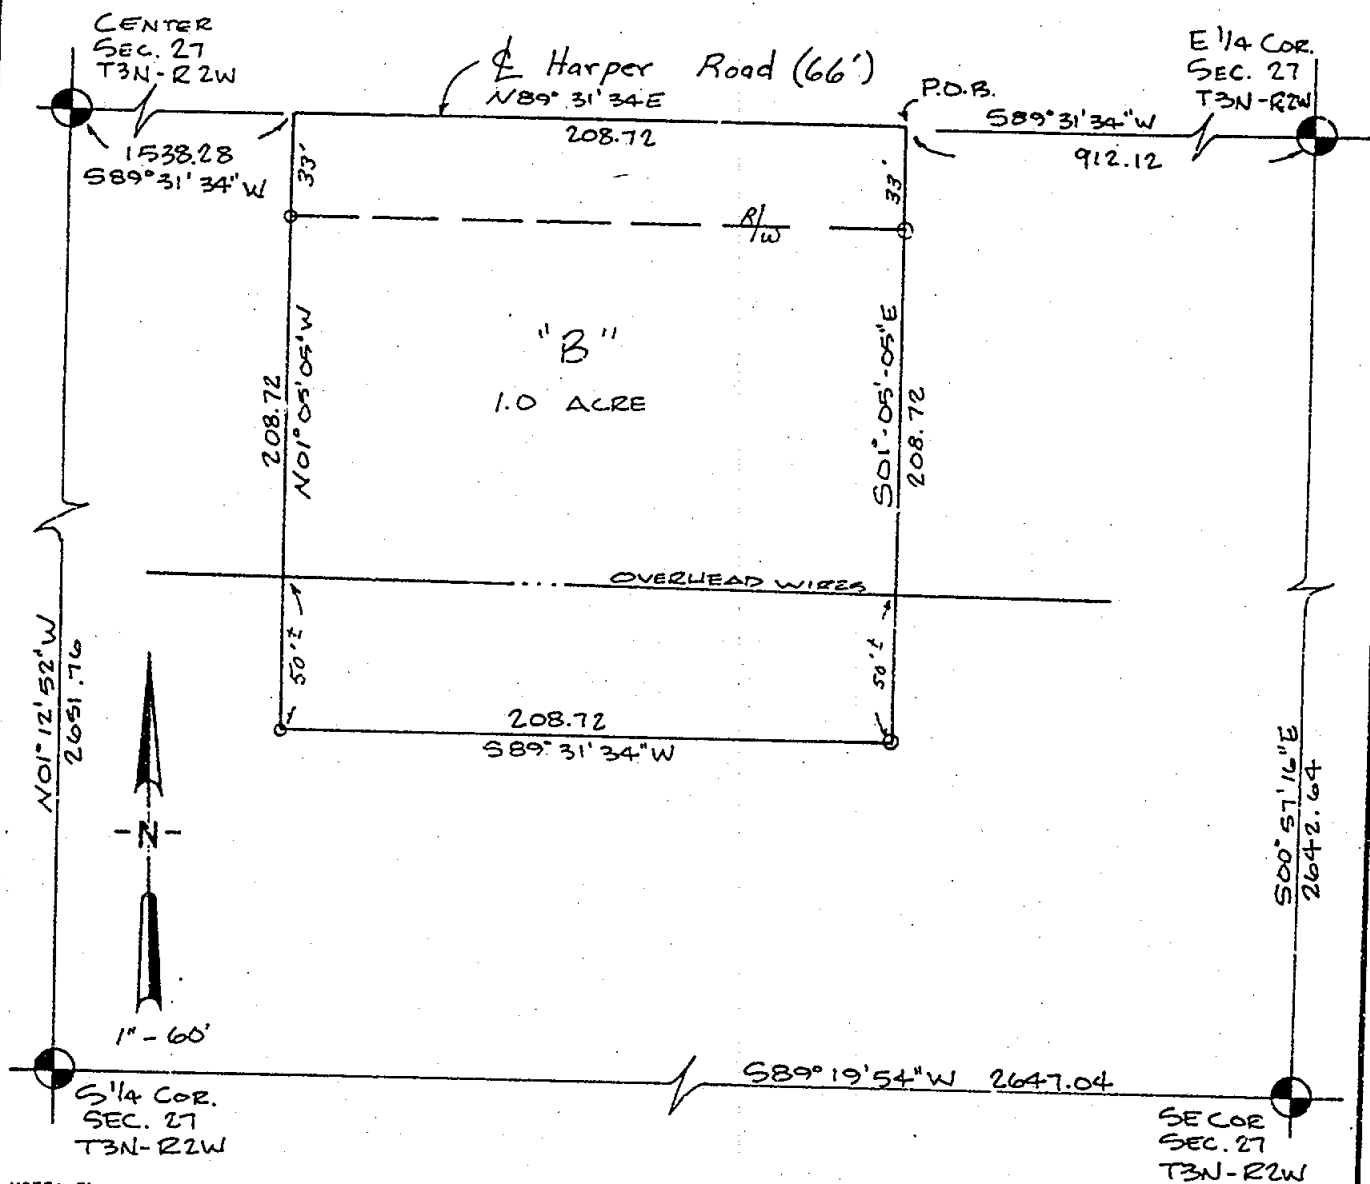 CENTER
SEC. 27
T3N-R2W
℄ Harper Road (66')
N89° 31' 34E
208.72
P.O.B.
E 1/4 COR.
SEC. 27
T3N-R2W
S89°31'34"W
912.12
1538.28
S89°31'34"W
33'
33'
R/W
"B"
1.0 ACRE
208.72
N01°05'05"W
S01°-05'-05"E
208.72
OVERHEAD WIRES
50'±
50'±
208.72
S89°31'34"W
N01°12'52"W
2651.76
S00°57'16"E
2642.64
-N-
1" - 60'
S 1/4 COR.
SEC. 27
T3N-R2W
S89°19'54"W 2647.04
SE COR
SEC. 27
T3N-R2W